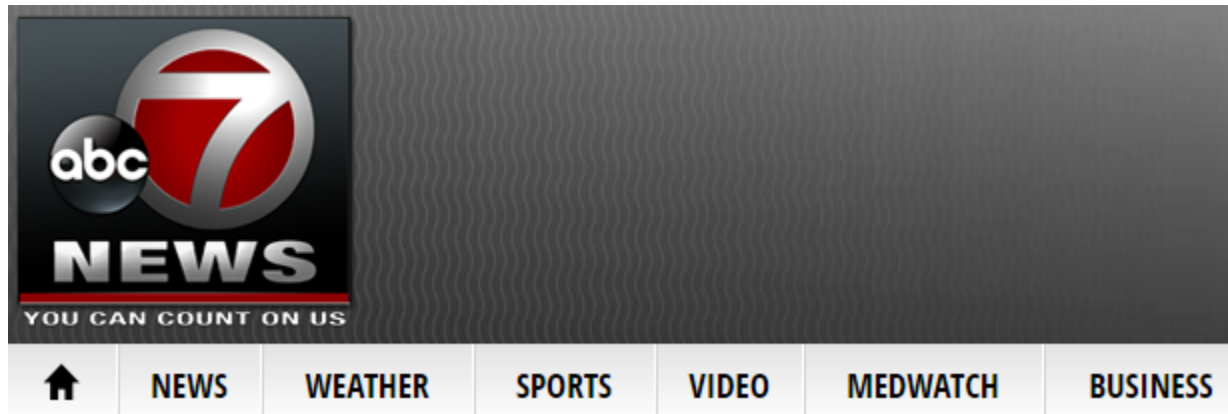 7
abc
NEWS
YOU CAN COUNT ON US
NEWS WEATHER SPORTS VIDEO MEDWATCH BUSINESS